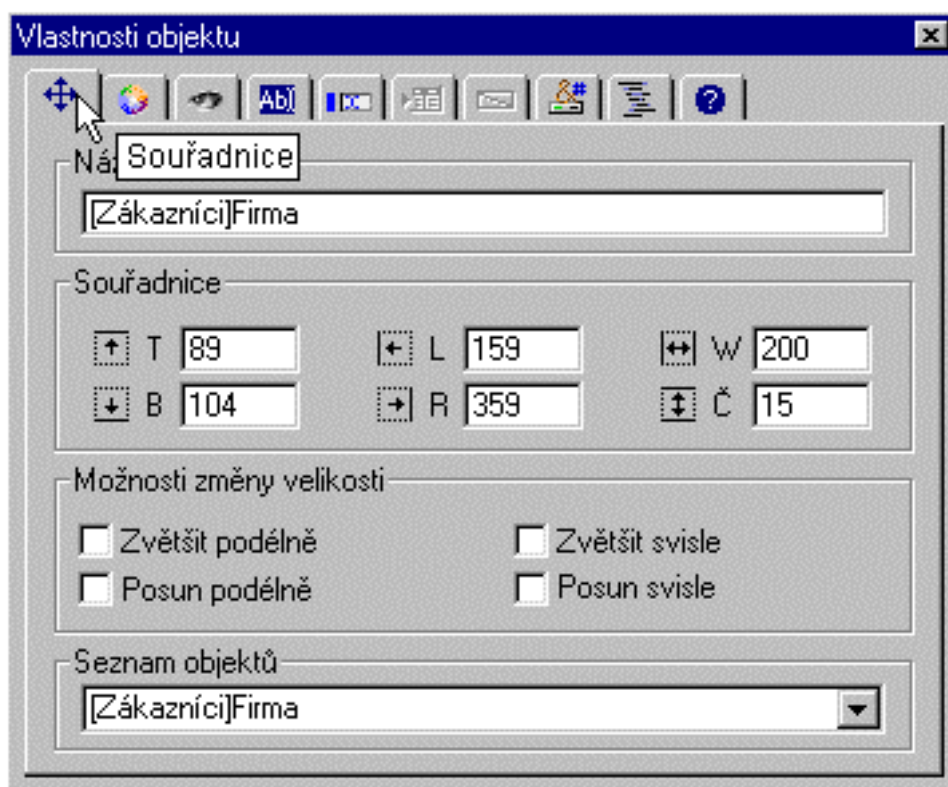 Vlastnosti objektu
Ab
Souřadnice
[Zákazníci]Firma
Souřadnice
T 89 L 159 W 200
B 104 R 359 Č 15
Možnosti změny velikosti
Zvětšit podélně Zvětšit svisle
Posun podélně Posun svisle
Seznam objektů
[Zákazníci]Firma